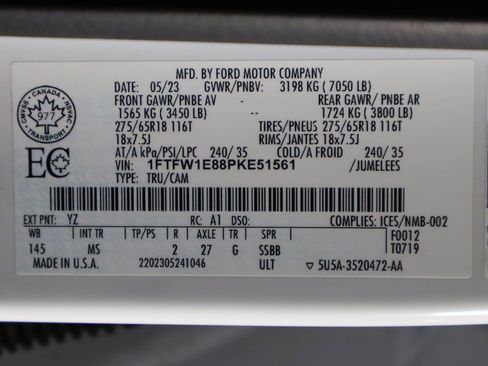 MFD. BY FORD MOTOR COMPANY
DATE: 05/23 GVWR/PNBV: 3198 KG ( 7050 LB)
FRONT GAWR/PNBE AV REAR GAWR/PNBE AR
1565 KG ( 3450 LB) -- -- 1724 KG ( 3800 LB)
275/65R18 116T TIRES/PNEUS 275/65R18 116T
18x7.5J RIMS/JANTES 18x7.5J
AT/A kPa/PSI/LPC 240/ 35 COLD/A FROID 240/ 35
VIN: 1FTFW1E88PKE51561 /JUMELEES
TYPE: TRU/CAM
CMVSS - CANADA - NSVAC
977
TRANSPORT
EC
EXT PNT: YZ RC: A1 DSO: COMPLIES: ICES/NMB-002
WB INT TR TP/PS R AXLE TR SPR F0012
145 MS 2 27 G SSBB T0719
MADE IN U.S.A. 2202305241046 ULT ▽ 5U5A-3520472-AA